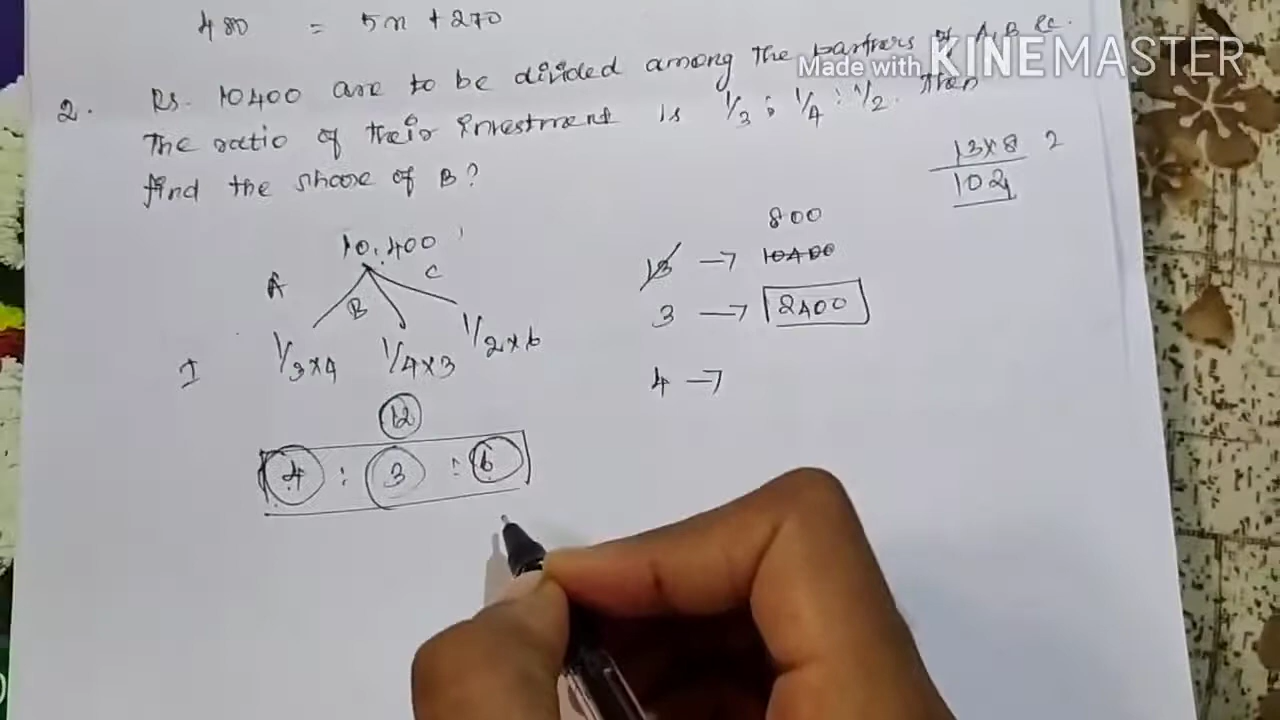 480 = 5x + 270
2. Rs. 10400 are to be divided among the partners of A, B &c.
Made with KINEMASTER
The ratio of their investment is 1/3 : 1/4 : 1/2. Then
find the share of B?
13x8 2
104
10,400
A B C
1/3x4 1/4x3 1/2x6
I
12
4 : 3 : 6
800
13 → 10400
3 → 2400
4 →